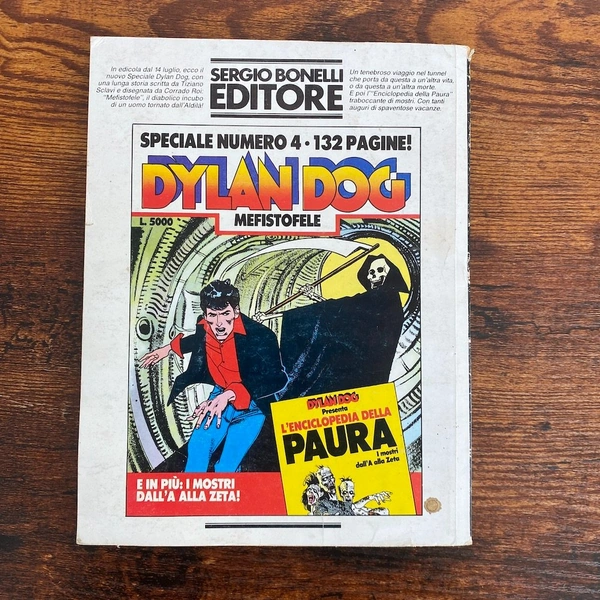 In edicola dal 14 luglio, ecco il
nuovo Speciale Dylan Dog, con
una lunga storia scritta da Tiziano
Sclavi e disegnata da Corrado Roi.
"Mefistofele", il diabolico incubo
di un uomo tornato dall'Aldilà!
SERGIO BONELLI
EDITORE
Un tenebroso viaggio nel tunnel
che porta da questa a un'altra vita,
o da questa a un'altra morte.
E poi l'"Enciclopedia della Paura"
traboccante di mostri. Con tanti
auguri di spaventose vacanze.
SPECIALE NUMERO 4 • 132 PAGINE!
DYLAN DOG
L. 5000
MEFISTOFELE
DYLAN DOG
Presenta
L'ENCICLOPEDIA DELLA
PAURA
I mostri
dall'A alla Zeta
E IN PIÙ: I MOSTRI
DALL'A ALLA ZETA!